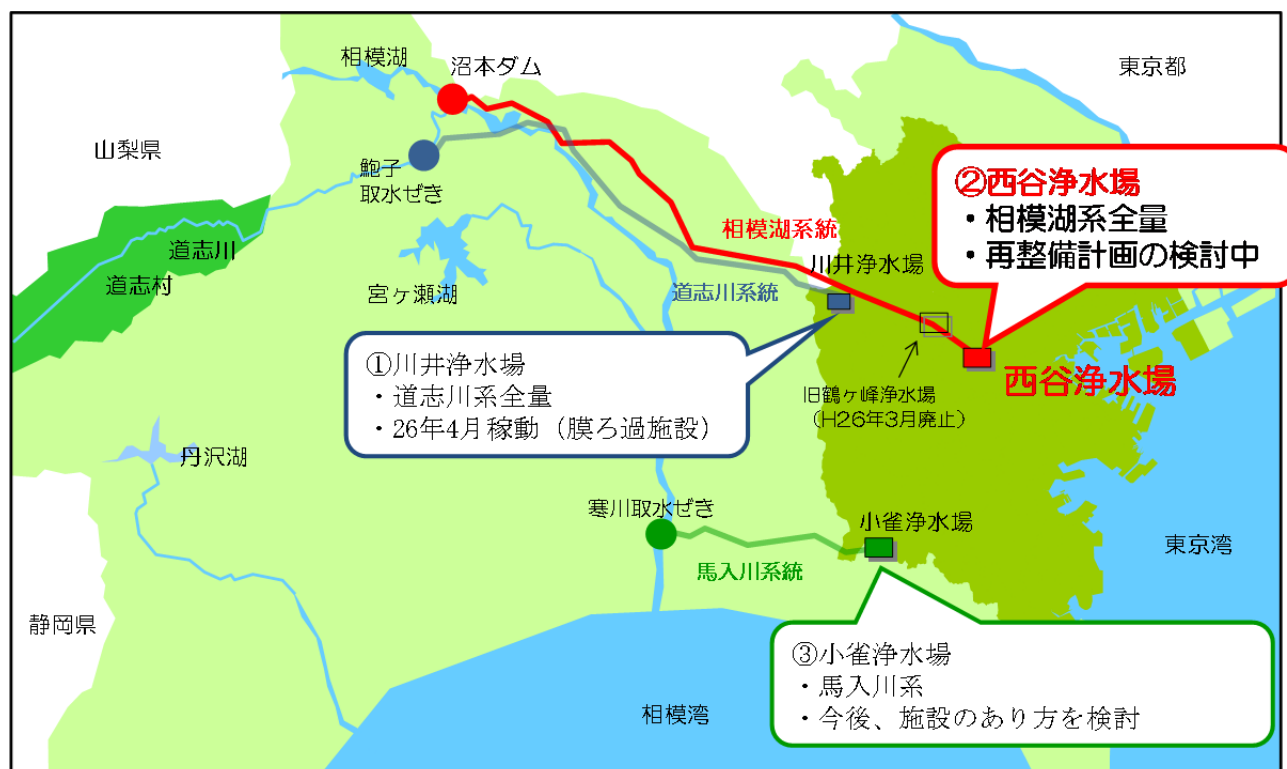 相模湖
沼本ダム
東京都
山梨県
鮑子
取水ぜき
②西谷浄水場
・相模湖系全量
・再整備計画の検討中
道志川
相模湖系統
川井浄水場
道志村
宮ヶ瀬湖
道志川系統
①川井浄水場
・道志川系全量
・26年4月稼動（膜ろ過施設）
西谷浄水場
旧鶴ヶ峰浄水場
（H26年3月廃止）
丹沢湖
寒川取水ぜき
小雀浄水場
東京湾
馬入川系統
静岡県
③小雀浄水場
・馬入川系
・今後、施設のあり方を検討
相模湾